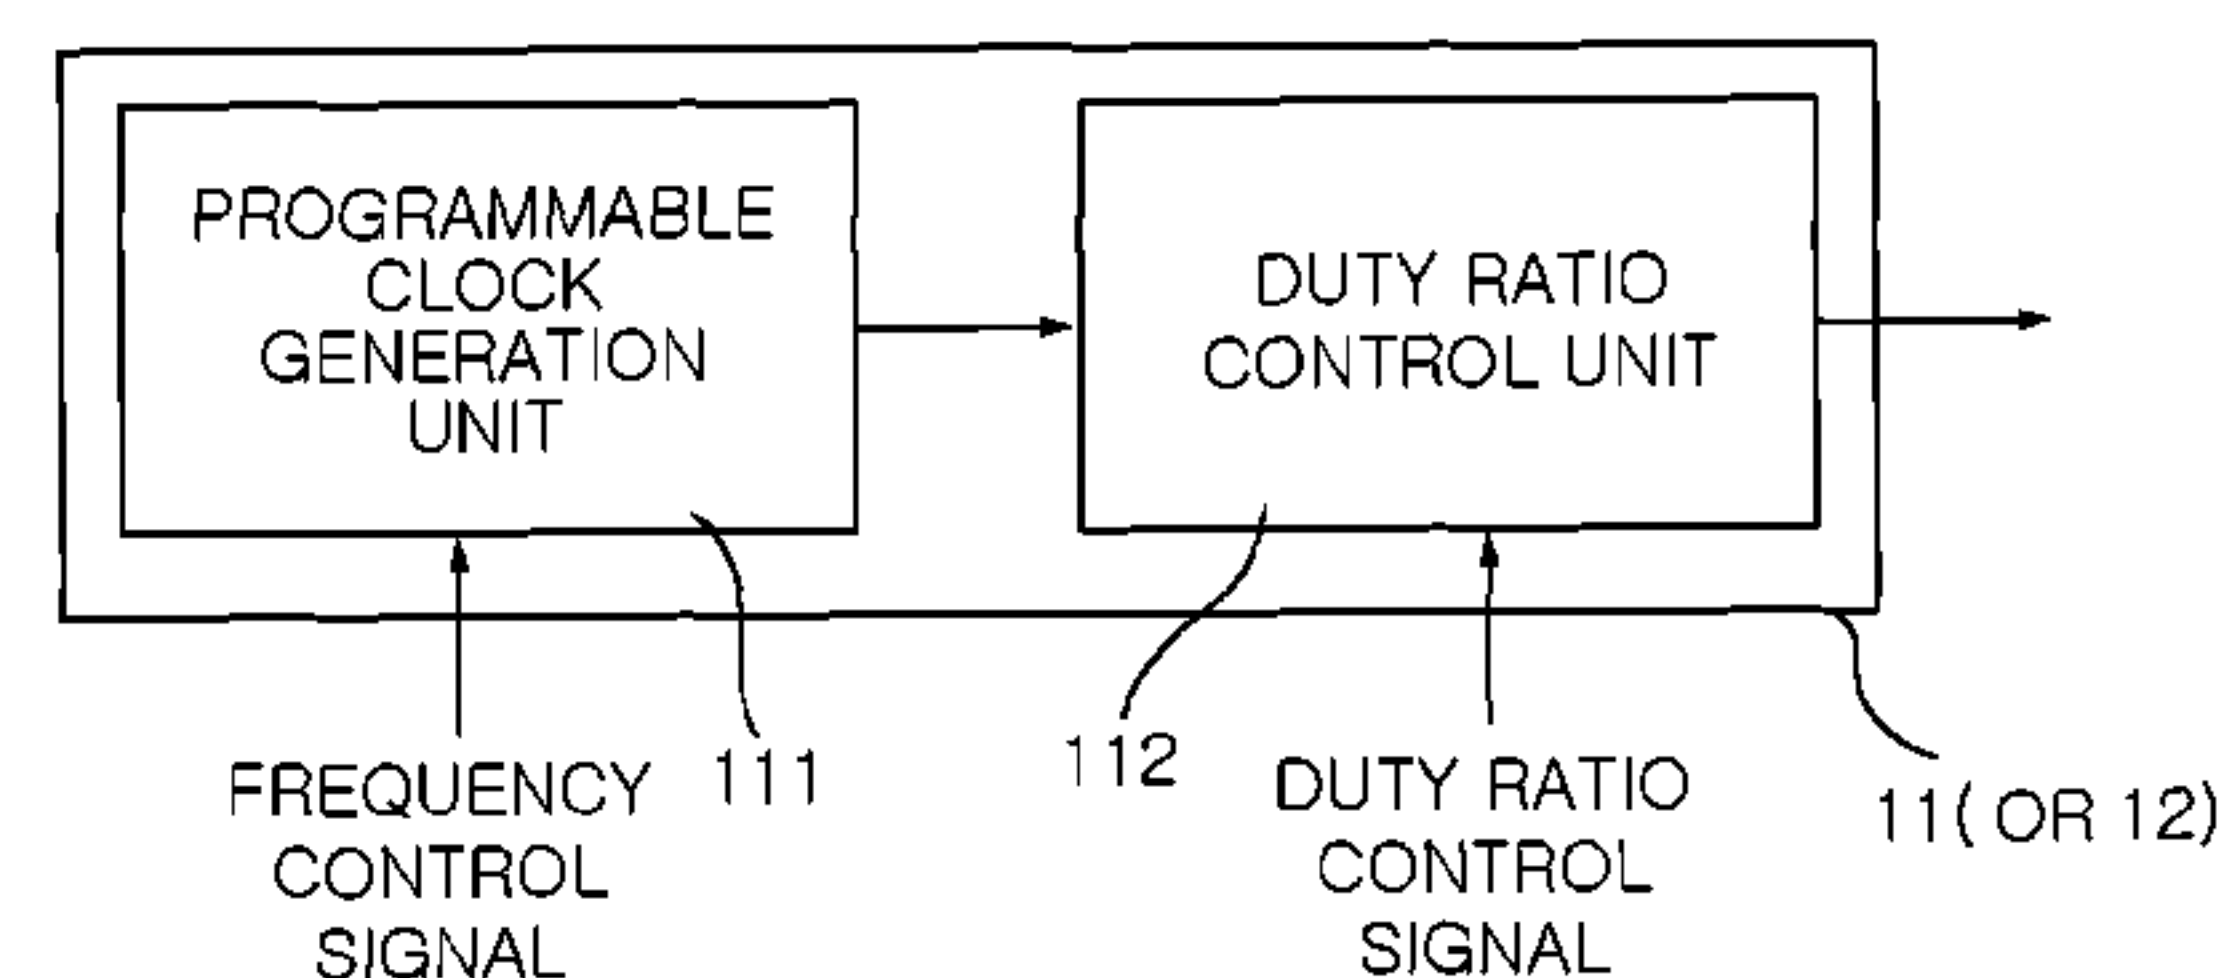 PROGRAMMABLE
CLOCK
GENERATION
UNIT
DUTY RATIO
CONTROL UNIT
FREQUENCY
CONTROL
SIGNAL
111
112
DUTY RATIO
CONTROL
SIGNAL
11( OR 12)